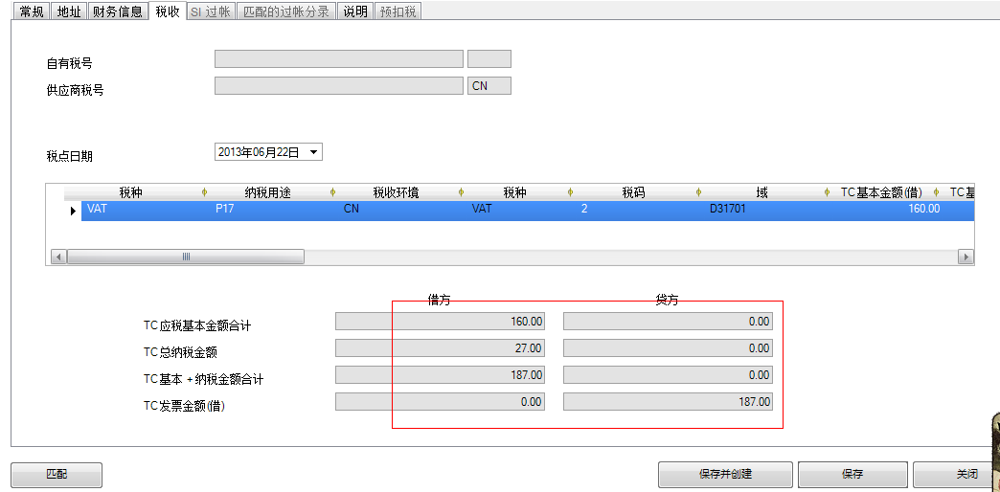 常规 地址 财务信息 税收 SI 过帐 匹配的过帐分录 说明 预扣税
自有税号
供应商税号 CN
税点日期 2013年06月22日
税种 纳税用途 税收环境 税种 税码 域 TC基本金额(借) TC基
VAT P17 CN VAT 2 D31701 160.00
借方 贷方
TC应税基本金额合计 160.00 0.00
TC总纳税金额 27.00 0.00
TC基本 +纳税金额合计 187.00 0.00
TC发票金额(借) 0.00 187.00
匹配 保存并创建 保存 关闭